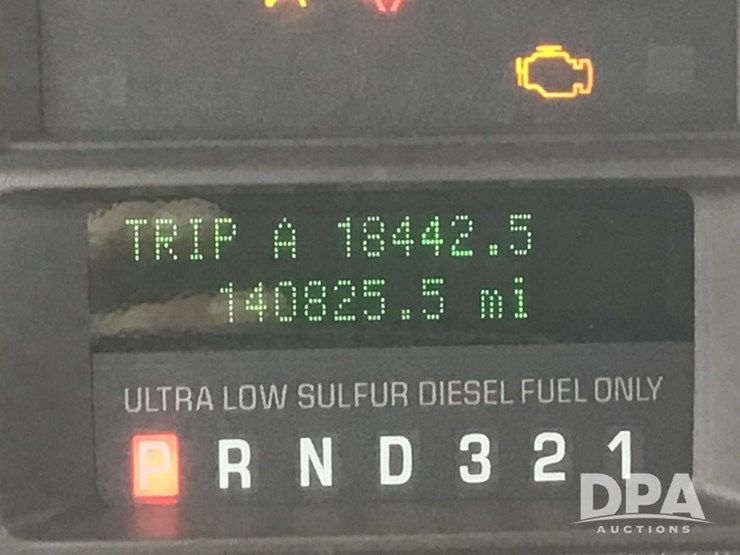 TRIP A 18442.5
140825.5 mi
ULTRA LOW SULFUR DIESEL FUEL ONLY
P R N D 3 2 1
DPA
AUCTIONS